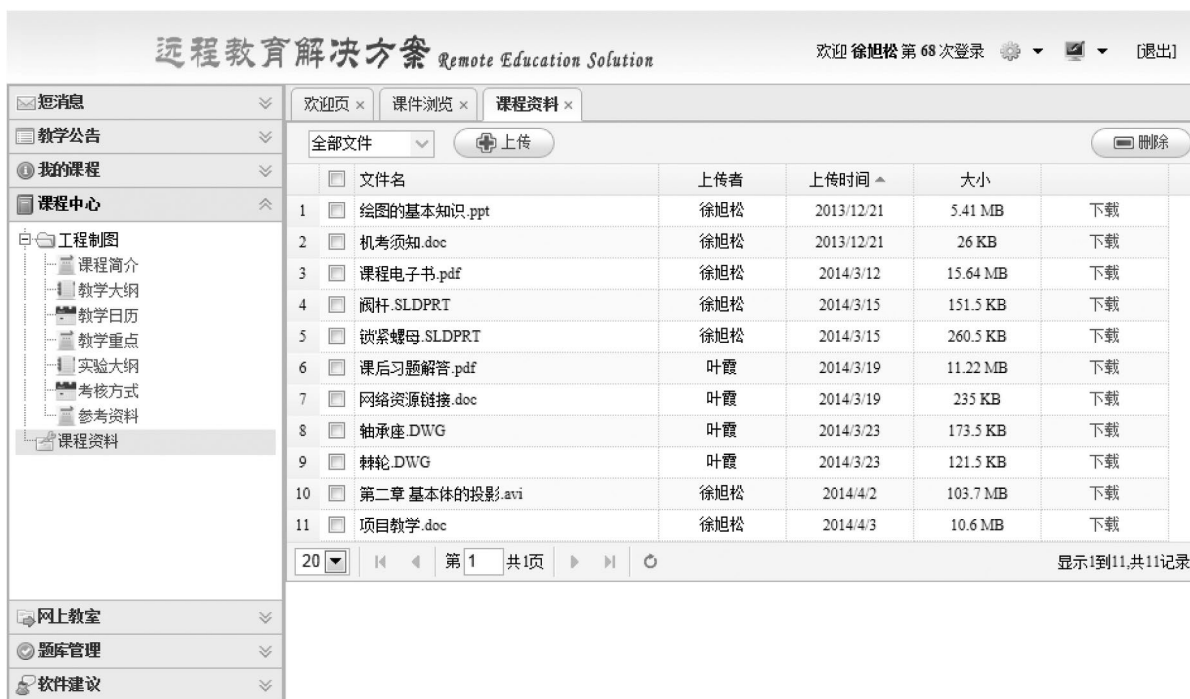 远程教育解决方案 Remote Education Solution 欢迎 徐旭松 第 68 次登录 [退出]
短消息
教学公告
我的课程
课程中心
工程制图
课程简介
教学大纲
教学日历
教学重点
实验大纲
考核方式
参考资料
课程资料
网上教室
题库管理
软件建议
欢迎页 × 课件浏览 × 课程资料 ×
全部文件 上传 删除
文件名 上传者 上传时间 大小
1 绘图的基本知识.ppt 徐旭松 2013/12/21 5.41 MB 下载
2 机考须知.doc 徐旭松 2013/12/21 26 KB 下载
3 课程电子书.pdf 徐旭松 2014/3/12 15.64 MB 下载
4 阀杆.SLDPRT 徐旭松 2014/3/15 151.5 KB 下载
5 锁紧螺母.SLDPRT 徐旭松 2014/3/15 260.5 KB 下载
6 课后习题解答.pdf 叶霞 2014/3/19 11.22 MB 下载
7 网络资源链接.doc 叶霞 2014/3/19 235 KB 下载
8 轴承座.DWG 叶霞 2014/3/23 173.5 KB 下载
9 棘轮.DWG 叶霞 2014/3/23 121.5 KB 下载
10 第二章 基本体的投影.avi 徐旭松 2014/4/2 103.7 MB 下载
11 项目教学.doc 徐旭松 2014/4/3 10.6 MB 下载
20 第 1 共1页 显示1到11,共11记录